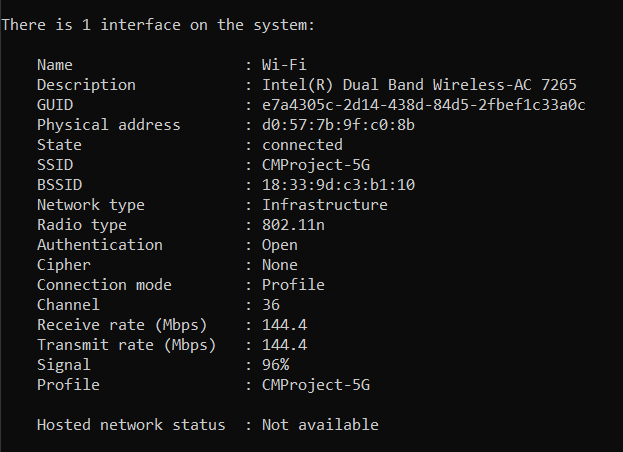 There is 1 interface on the system:
Name : Wi-Fi
Description : Intel(R) Dual Band Wireless-AC 7265
GUID : e7a4305c-2d14-438d-84d5-2fbef1c33a0c
Physical address : d0:57:7b:9f:c0:8b
State : connected
SSID : CMProject-5G
BSSID : 18:33:9d:c3:b1:10
Network type : Infrastructure
Radio type : 802.11n
Authentication : Open
Cipher : None
Connection mode : Profile
Channel : 36
Receive rate (Mbps) : 144.4
Transmit rate (Mbps) : 144.4
Signal : 96%
Profile : CMProject-5G
Hosted network status : Not available